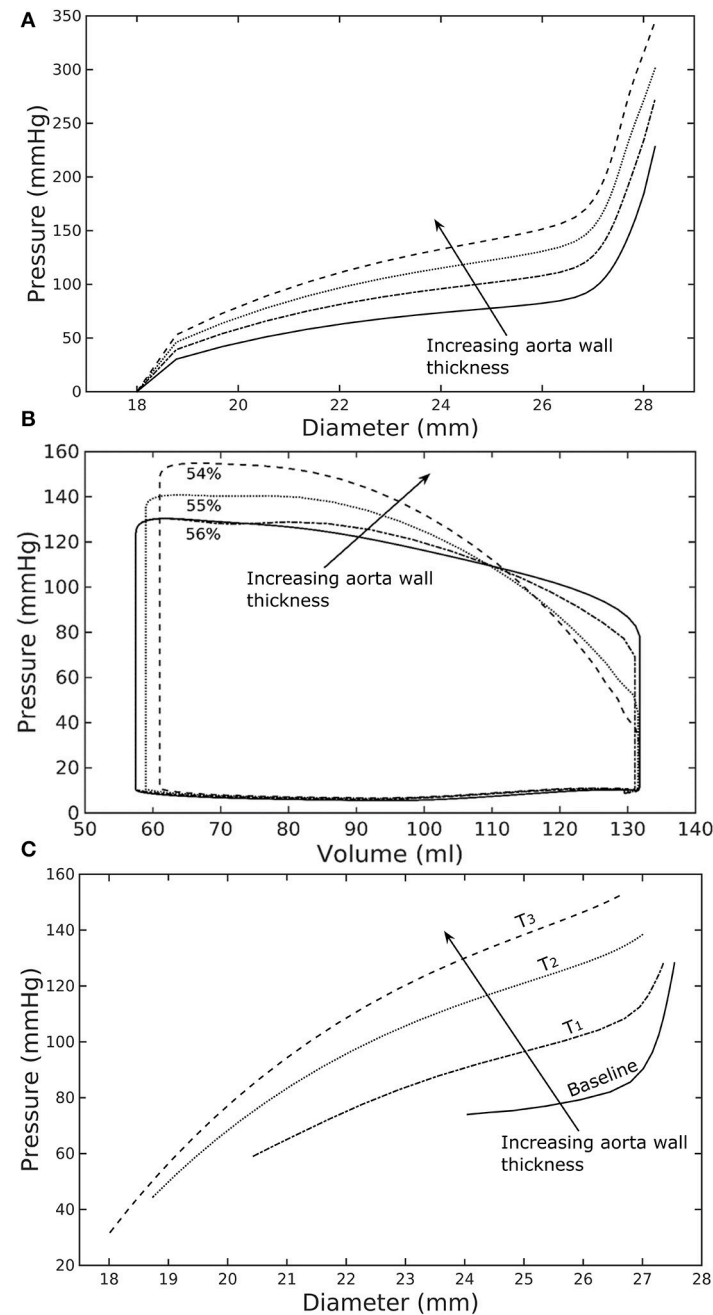 A
350
300
250
200
150
100
50
0
Pressure (mmHg)
Increasing aorta wall
thickness
18 20 22 24 26 28
Diameter (mm)
B
160
140
120
100
80
60
40
20
0
Pressure (mmHg)
54%
55%
56%
Increasing aorta wall
thickness
50 60 70 80 90 100 110 120 130 140
Volume (ml)
C
160
140
120
100
80
60
40
20
Pressure (mmHg)
T3
T2
T1
Baseline
Increasing aorta wall
thickness
18 19 20 21 22 23 24 25 26 27 28
Diameter (mm)